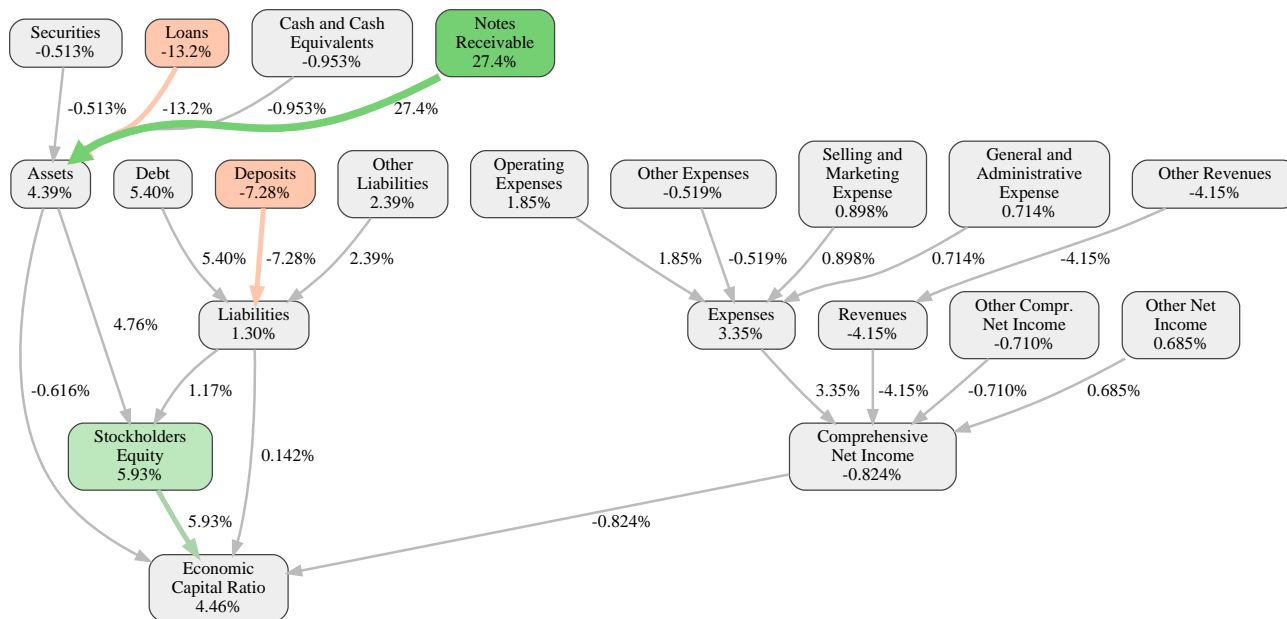 Securities
-0.513%
Loans
-13.2%
Cash and Cash
Equivalents
-0.953%
Notes
Receivable
27.4%
-0.513%
-13.2%
-0.953%
27.4%
Assets
4.39%
Debt
5.40%
Deposits
-7.28%
Other
Liabilities
2.39%
Operating
Expenses
1.85%
Other Expenses
-0.519%
Selling and
Marketing
Expense
0.898%
General and
Administrative
Expense
0.714%
Other Revenues
-4.15%
5.40%
-7.28%
2.39%
1.85%
-0.519%
0.898%
0.714%
-4.15%
Liabilities
1.30%
Expenses
3.35%
Revenues
-4.15%
Other Compr.
Net Income
-0.710%
Other Net
Income
0.685%
4.76%
-0.616%
1.17%
3.35%
-4.15%
-0.710%
0.685%
Stockholders
Equity
5.93%
0.142%
Comprehensive
Net Income
-0.824%
5.93%
-0.824%
Economic
Capital Ratio
4.46%